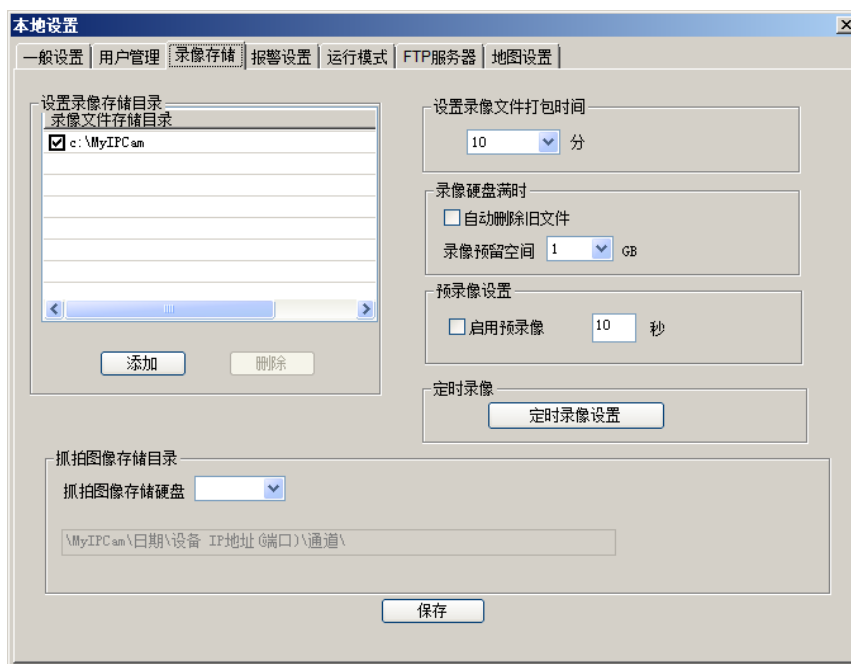 本地设置
一般设置 用户管理 录像存储 报警设置 运行模式 FTP服务器 地图设置
设置录像存储目录
录像文件存储目录
c:\MyIPCam
添加 删除
设置录像文件打包时间
10 分
录像硬盘满时
自动删除旧文件
录像预留空间 1 GB
预录像设置
启用预录像 10 秒
定时录像
定时录像设置
抓拍图像存储目录
抓拍图像存储硬盘
\MyIPCam\日期\设备 IP地址(端口)\通道\
保存